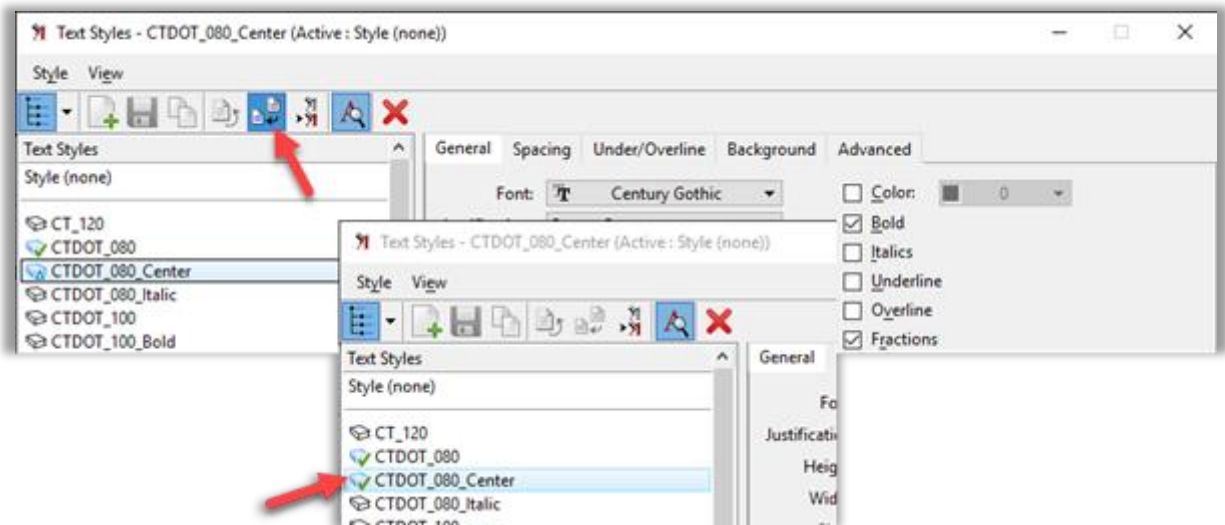 Text Styles - CTDOT_080_Center (Active : Style (none))
Style View
Text Styles
Style (none)
CT_120
CTDOT_080
CTDOT_080_Center
CTDOT_080_Italic
CTDOT_100
CTDOT_100_Bold
General Spacing Under/Overline Background Advanced
Font: Century Gothic
Color: 0
Bold
Italics
Underline
Overline
Fractions
Text Styles - CTDOT_080_Center (Active : Style (none))
Style View
Text Styles
Style (none)
CT_120
CTDOT_080
CTDOT_080_Center
CTDOT_080_Italic
CTDOT_100
General
Fo
Justificati
Heig
Wid